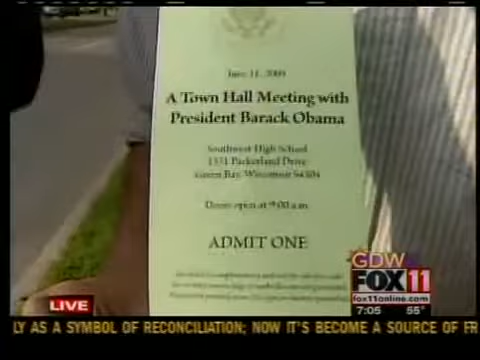 June 11, 2009
A Town Hall Meeting with
President Barack Obama
Southwest High School
1331 Packerland Drive
Green Bay, Wisconsin 54304
Doors open at 9:00 a.m.
ADMIT ONE
GDW
FOX 11
fox11online.com
LIVE
7:05 55°
LY AS A SYMBOL OF RECONCILIATION; NOW IT'S BECOME A SOURCE OF FR